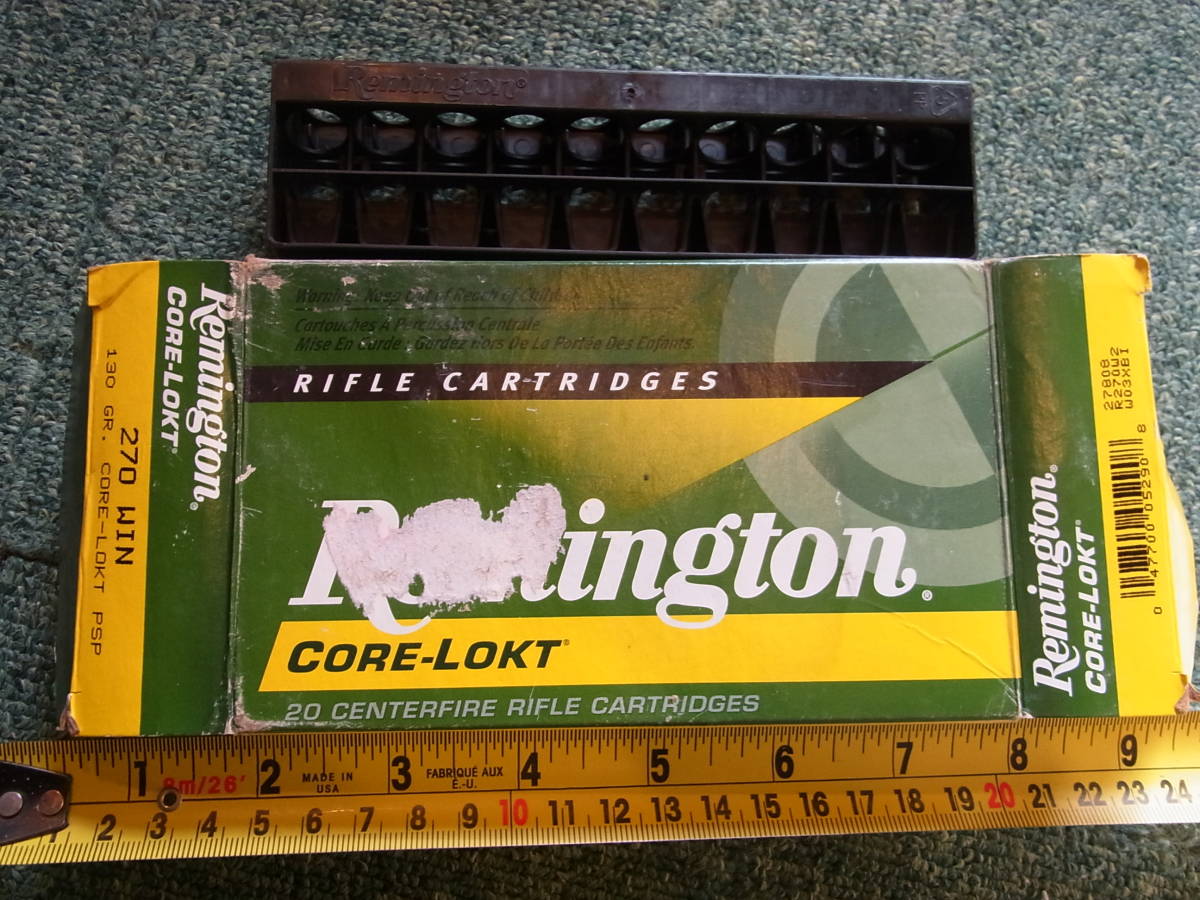 Remington®
Remington®
CORE-LOKT®
270 WIN
130 GR. CORE-LOKT PSP
Warning: Keep Out of Reach of Children
Cartouches À Percussion Centrale
Mise En Garde : Gardez Hors De La Portée Des Enfants.
RIFLE CARTRIDGES
Remington®
CORE-LOKT®
20 CENTERFIRE RIFLE CARTRIDGES
27808
R270W2
W03XBI
0 47700 05290 8
Remington®
CORE-LOKT®
1 2 3 4 5 6 7 8 9
8m/26'
MADE IN
USA
FABRIQUÉ AUX
É.-U.
1 2 3 4 5 6 7 8 9 10 11 12 13 14 15 16 17 18 19 20 21 22 23 24